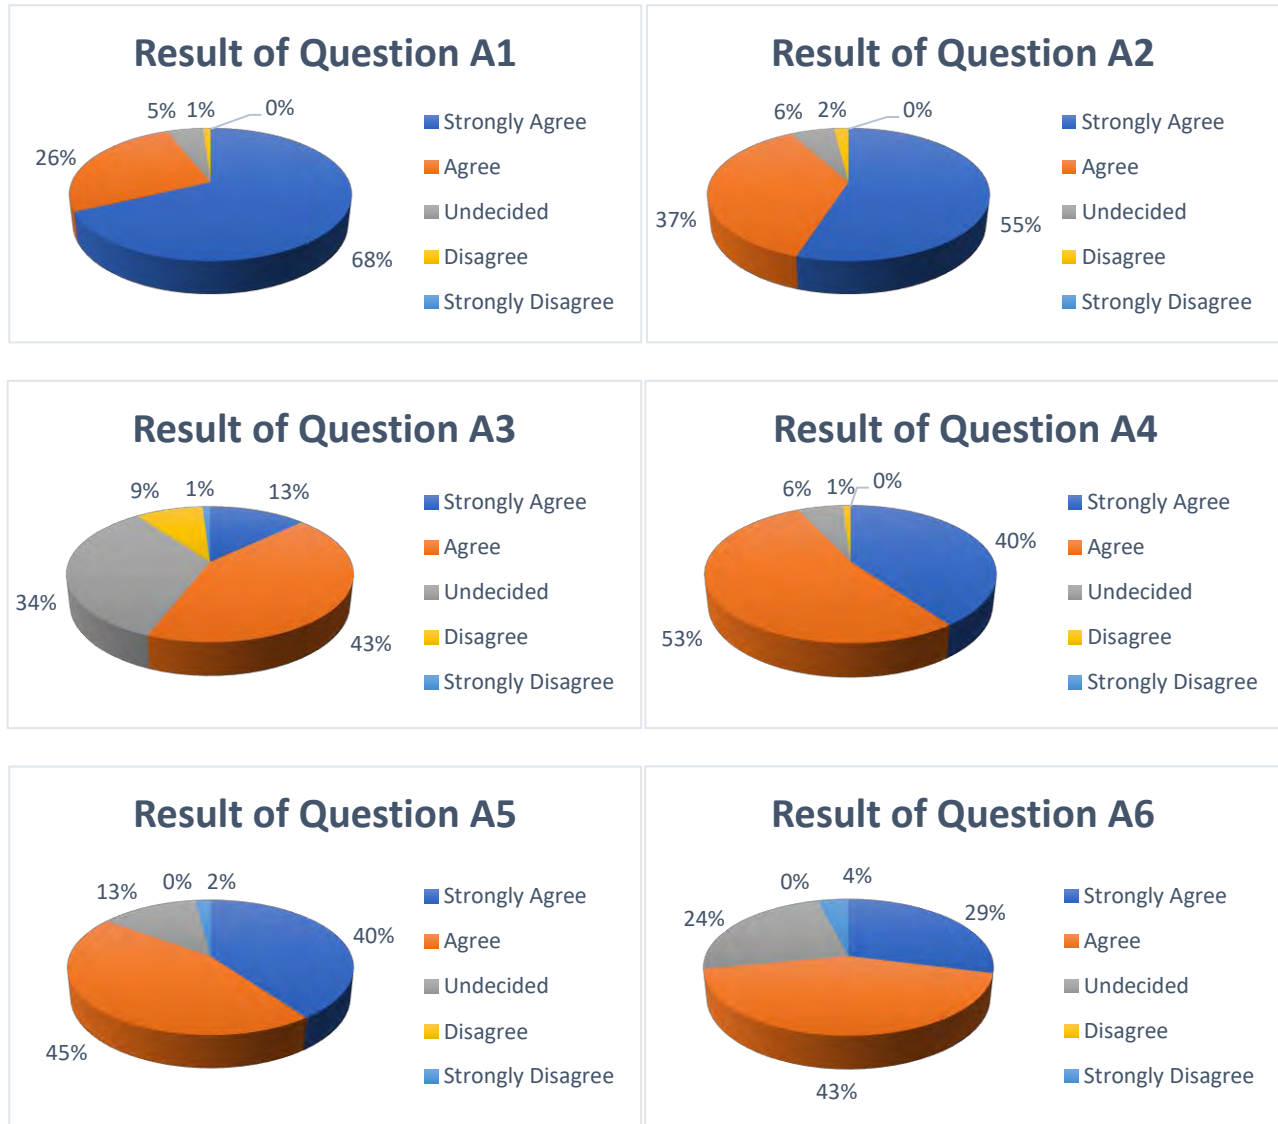 Result of Question A1
5% 1% 0%
26%
68%
Strongly Agree
Agree
Undecided
Disagree
Strongly Disagree
Result of Question A2
6% 2% 0%
37%
55%
Strongly Agree
Agree
Undecided
Disagree
Strongly Disagree
Result of Question A3
9% 1% 13%
34%
43%
Strongly Agree
Agree
Undecided
Disagree
Strongly Disagree
Result of Question A4
6% 1% 0%
40%
53%
Strongly Agree
Agree
Undecided
Disagree
Strongly Disagree
Result of Question A5
13% 0% 2%
40%
45%
Strongly Agree
Agree
Undecided
Disagree
Strongly Disagree
Result of Question A6
0% 4%
24% 29%
43%
Strongly Agree
Agree
Undecided
Disagree
Strongly Disagree